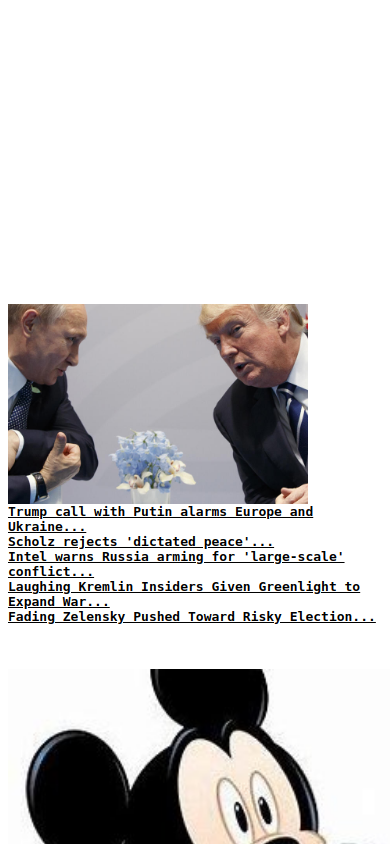 Trump call with Putin alarms Europe and
Ukraine...
Scholz rejects 'dictated peace'...
Intel warns Russia arming for 'large-scale'
conflict...
Laughing Kremlin Insiders Given Greenlight to
Expand War...
Fading Zelensky Pushed Toward Risky Election...